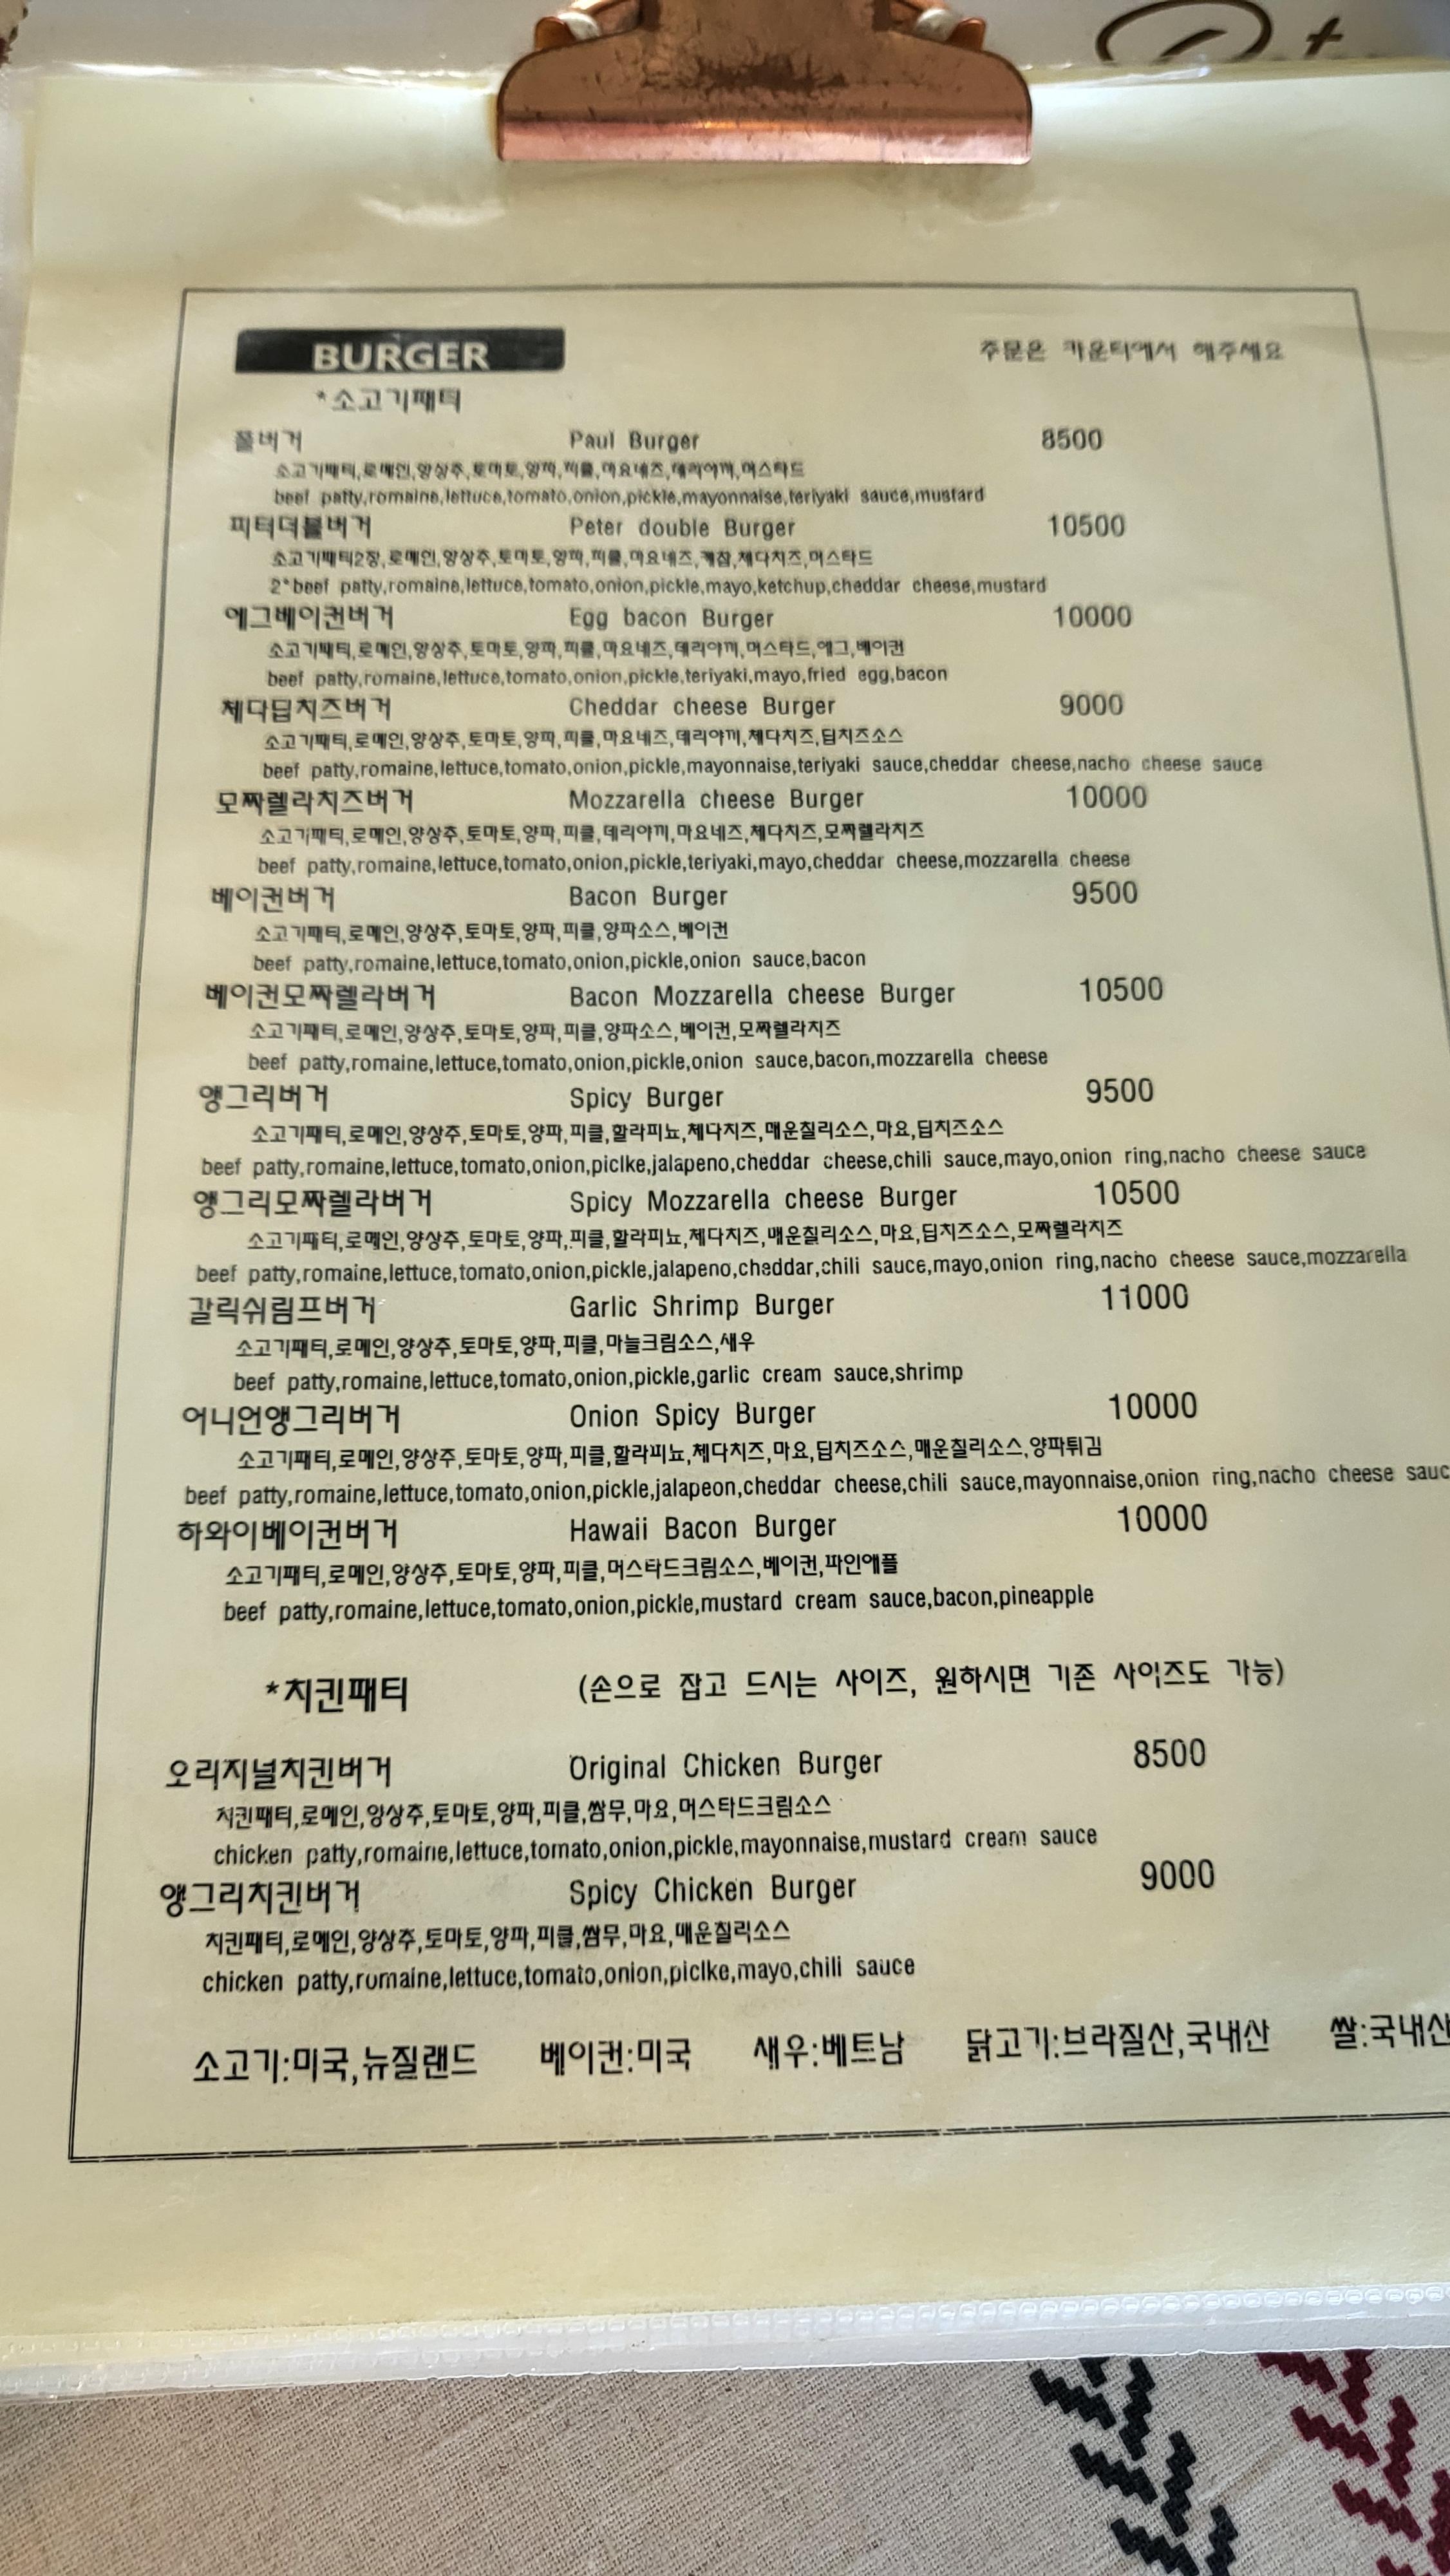 BURGER
주문은 카운터에서 해주세요
*소고기패티
폴버거 Paul Burger 8500
소고기패티,로메인,양상추,토마토,양파,피클,마요네즈,데리야끼,머스타드
beef patty,romaine,lettuce,tomato,onion,pickle,mayonnaise,teriyaki sauce,mustard
피터더블버거 Peter double Burger 10500
소고기패티2장,로메인,양상추,토마토,양파,피클,마요네즈,케찹,체다치즈,머스타드
2*beef patty,romaine,lettuce,tomato,onion,pickle,mayo,ketchup,cheddar cheese,mustard
에그베이컨버거 Egg bacon Burger 10000
소고기패티,로메인,양상추,토마토,양파,피클,마요네즈,데리야끼,머스타드,에그,베이컨
beef patty,romaine,lettuce,tomato,onion,pickle,teriyaki,mayo,fried egg,bacon
체다딥치즈버거 Cheddar cheese Burger 9000
소고기패티,로메인,양상추,토마토,양파,피클,마요네즈,데리야끼,체다치즈,딥치즈소스
beef patty,romaine,lettuce,tomato,onion,pickle,mayonnaise,teriyaki sauce,cheddar cheese,nacho cheese sauce
모짜렐라치즈버거 Mozzarella cheese Burger 10000
소고기패티,로메인,양상추,토마토,양파,피클,데리야끼,마요네즈,체다치즈,모짜렐라치즈
beef patty,romaine,lettuce,tomato,onion,pickle,teriyaki,mayo,cheddar cheese,mozzarella cheese
베이컨버거 Bacon Burger 9500
소고기패티,로메인,양상추,토마토,양파,피클,양파소스,베이컨
beef patty,romaine,lettuce,tomato,onion,pickle,onion sauce,bacon
베이컨모짜렐라버거 Bacon Mozzarella cheese Burger 10500
소고기패티,로메인,양상추,토마토,양파,피클,양파소스,베이컨,모짜렐라치즈
beef patty,romaine,lettuce,tomato,onion,pickle,onion sauce,bacon,mozzarella cheese
앵그리버거 Spicy Burger 9500
소고기패티,로메인,양상추,토마토,양파,피클,할라피뇨,체다치즈,매운칠리소스,마요,딥치즈소스
beef patty,romaine,lettuce,tomato,onion,piclke,jalapeno,cheddar cheese,chili sauce,mayo,onion ring,nacho cheese sauce
앵그리모짜렐라버거 Spicy Mozzarella cheese Burger 10500
소고기패티,로메인,양상추,토마토,양파,피클,할라피뇨,체다치즈,매운칠리소스,마요,딥치즈소스,모짜렐라치즈
beef patty,romaine,lettuce,tomato,onion,pickle,jalapeno,cheddar,chili sauce,mayo,onion ring,nacho cheese sauce,mozzarella
갈릭쉬림프버거 Garlic Shrimp Burger 11000
소고기패티,로메인,양상추,토마토,양파,피클,마늘크림소스,새우
beef patty,romaine,lettuce,tomato,onion,pickle,garlic cream sauce,shrimp
어니언앵그리버거 Onion Spicy Burger 10000
소고기패티,로메인,양상추,토마토,양파,피클,할라피뇨,체다치즈,마요,딥치즈소스,매운칠리소스,양파튀김
beef patty,romaine,lettuce,tomato,onion,pickle,jalapeon,cheddar cheese,chili sauce,mayonnaise,onion ring,nacho cheese sauc
하와이베이컨버거 Hawaii Bacon Burger 10000
소고기패티,로메인,양상추,토마토,양파,피클,머스타드크림소스,베이컨,파인애플
beef patty,romaine,lettuce,tomato,onion,pickle,mustard cream sauce,bacon,pineapple
*치킨패티 (손으로 잡고 드시는 사이즈, 원하시면 기존 사이즈도 가능)
오리지널치킨버거 Original Chicken Burger 8500
치킨패티,로메인,양상추,토마토,양파,피클,쌈무,마요,머스타드크림소스
chicken patty,romaine,lettuce,tomato,onion,pickle,mayonnaise,mustard cream sauce
앵그리치킨버거 Spicy Chicken Burger 9000
치킨패티,로메인,양상추,토마토,양파,피클,쌈무,마요,매운칠리소스
chicken patty,romaine,lettuce,tomato,onion,piclke,mayo,chili sauce
소고기:미국,뉴질랜드 베이컨:미국 새우:베트남 닭고기:브라질산,국내산 쌀:국내산